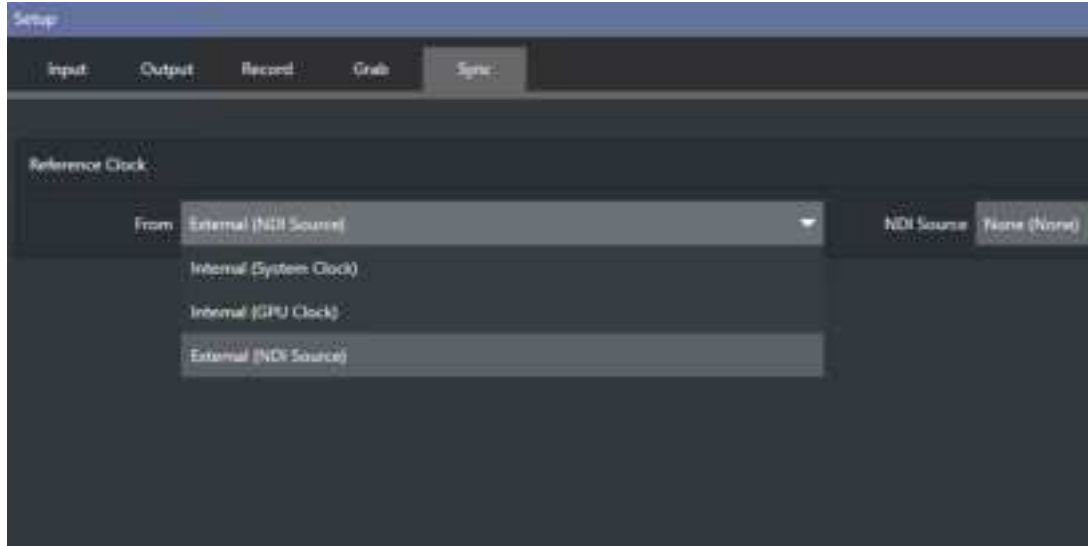 Setup
Input Output Record Grab Sync
Reference Clock
From External (NDI Source) NDI Source None (None)
Internal (System Clock)
Internal (GPU Clock)
External (NDI Source)